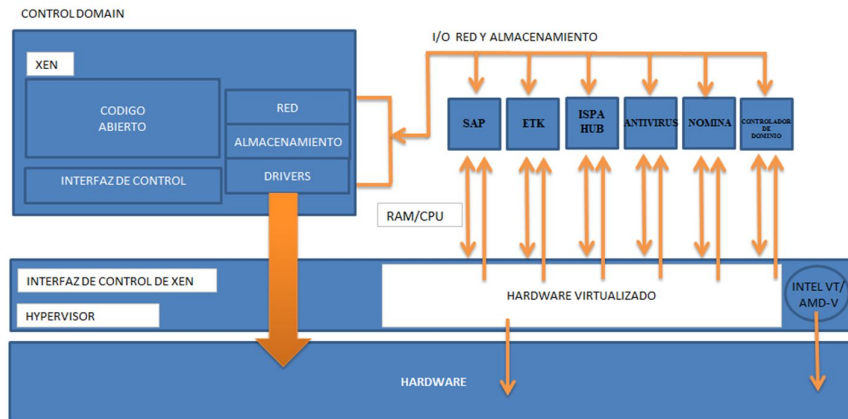 CONTROL DOMAIN
I/O RED Y ALMACENAMIENTO
XEN
CODIGO
ABIERTO
RED
ALMACENAMIENTO
INTERFAZ DE CONTROL
DRIVERS
SAP
ETK
ISPA
HUB
ANTIVIRUS
NOMINA
CONTROLADOR
DE
DOMINIO
RAM/CPU
INTERFAZ DE CONTROL DE XEN
HYPERVISOR
HARDWARE VIRTUALIZADO
INTEL VT/
AMD-V
HARDWARE